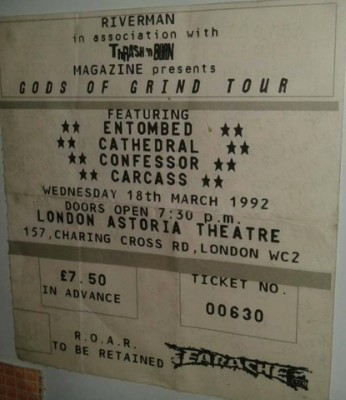 RIVERMAN
in association with
THRASH 'N BURN
MAGAZINE presents
GODS OF GRIND TOUR
FEATURING
★★ ENTOMBED ★★
★★ CATHEDRAL ★★
★★ CONFESSOR ★★
★★ CARCASS ★★
WEDNESDAY 18th MARCH 1992
DOORS OPEN 7:30 p.m.
LONDON ASTORIA THEATRE
157,CHARING CROSS RD,LONDON WC2
£7.50
IN ADVANCE
TICKET NO.
00630
R.O.A.R.
TO BE RETAINED
EARACHE